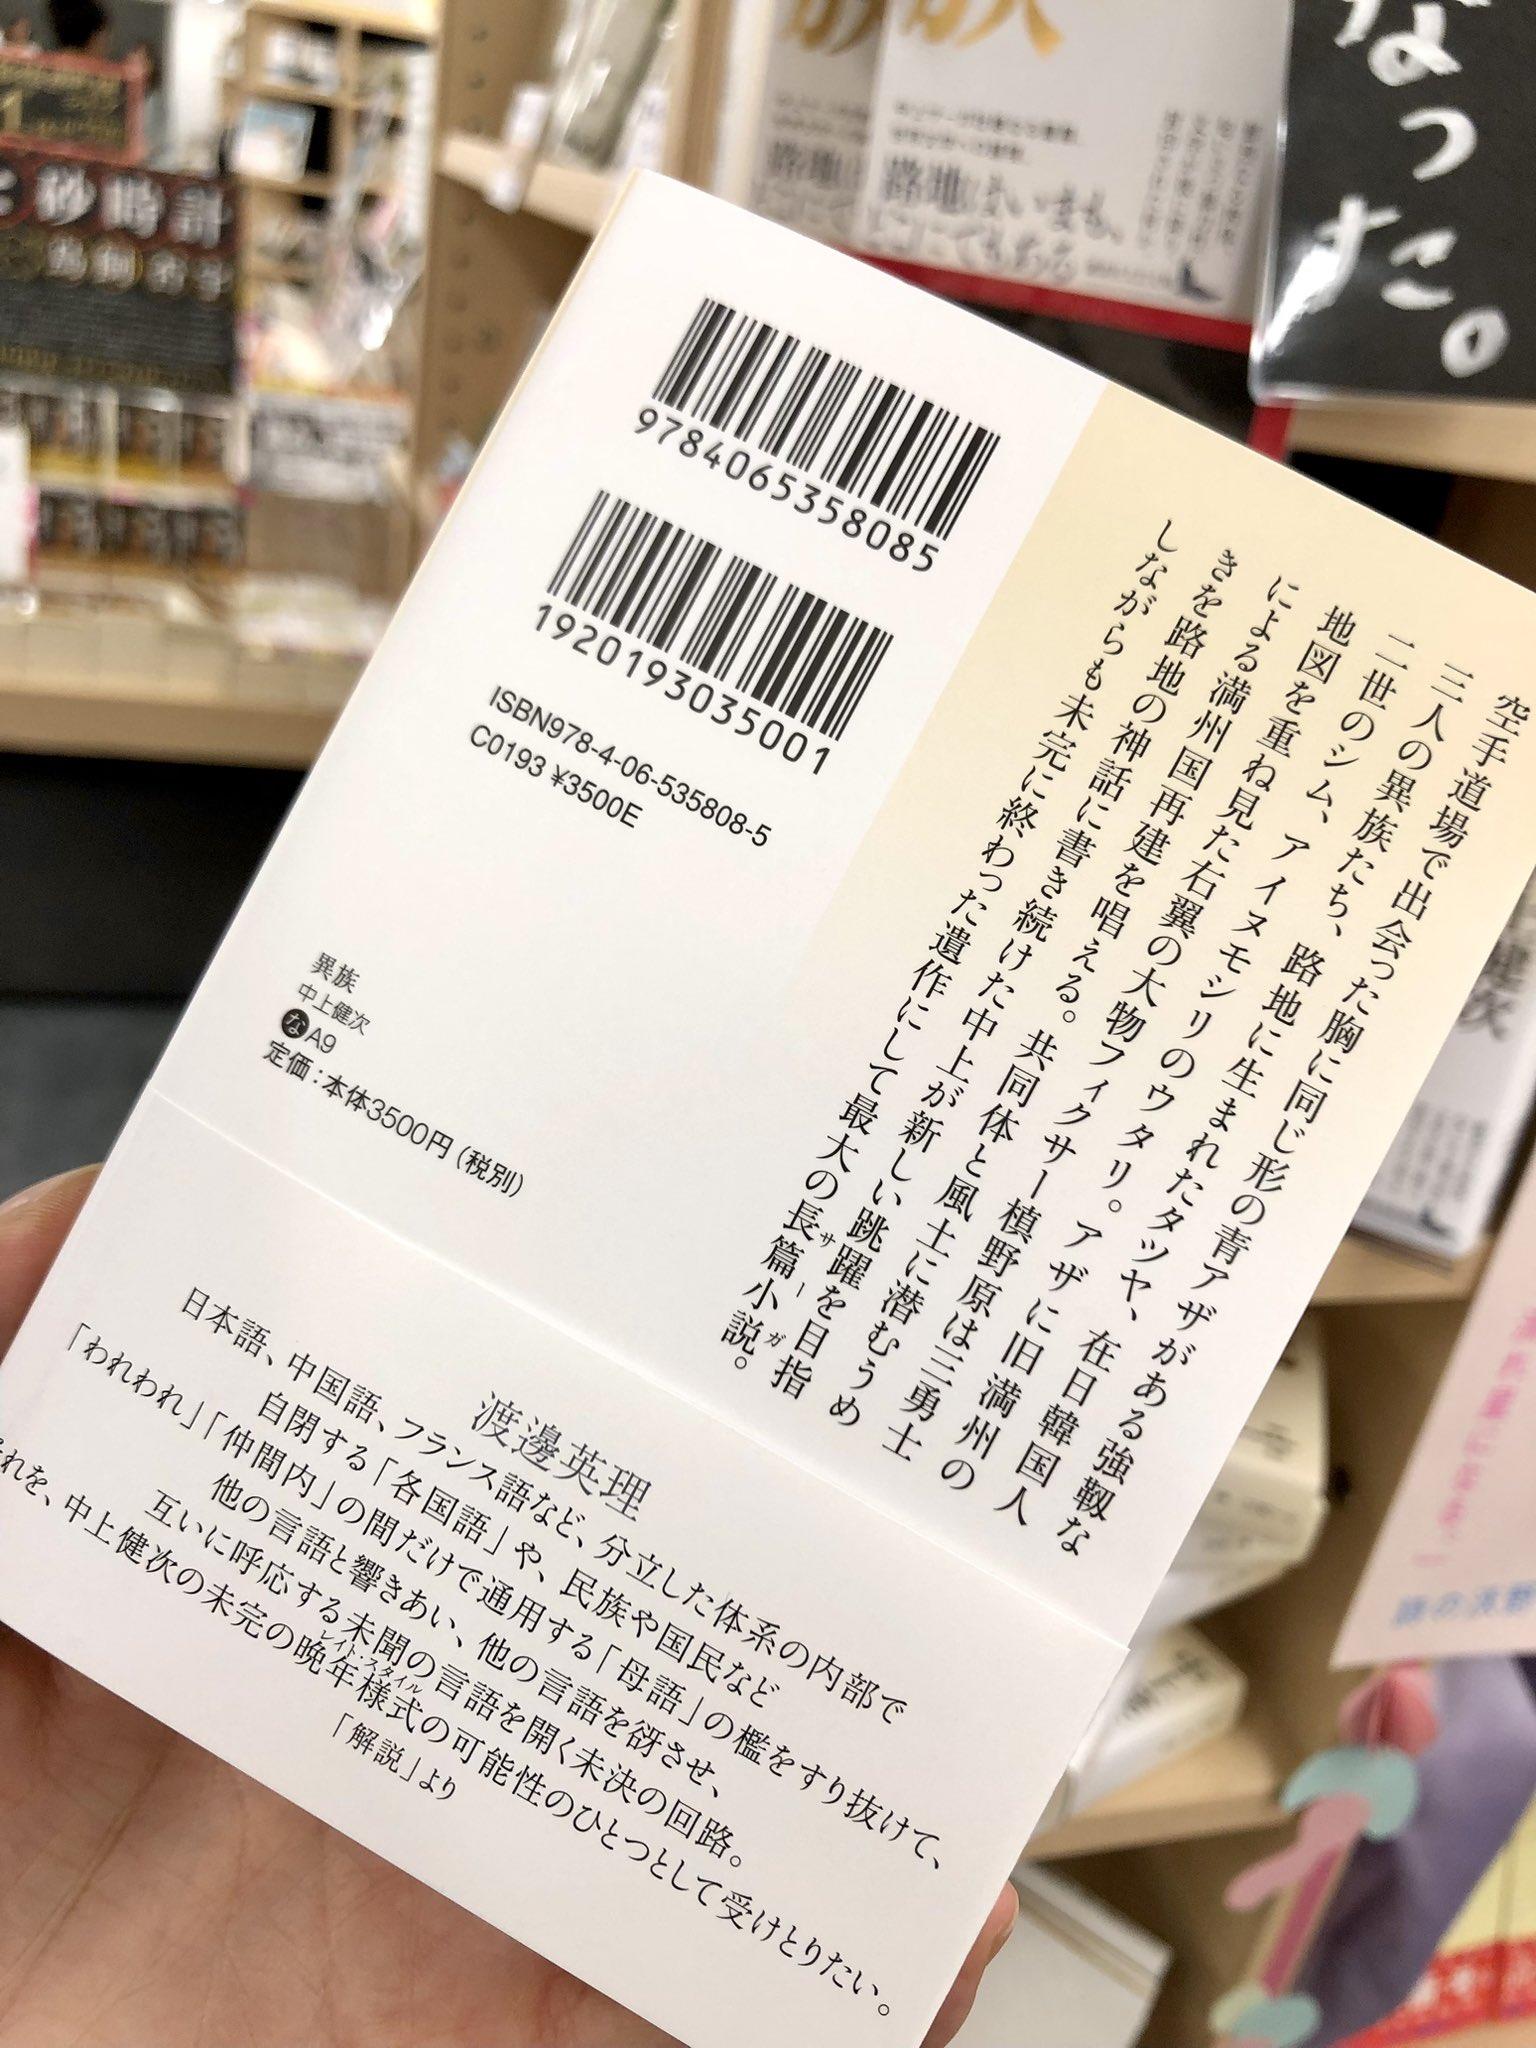 9784065358085
1920193035001
ISBN978-4-06-535808-5
C0193 ¥3500E
空手道場で出会った胸に同じ形の青アザがある強靱な
三人の異族たち、路地に生まれたタツヤ、在日韓国人
二世のシム、アイヌモシリのウタリ。アザに旧満州の
地図を重ね見た右翼の大物フィクサー槙野原は三勇士
による満州国再建を唱える。共同体と風土に潜むうめ
きを路地の神話に書き続けた中上が新しい跳躍を目指
しながらも未完に終わった遺作にして最大の長篇小説。
サーガ
異族
中上健次
なA9
定価:本体3500円(税別)
渡邊英理
日本語、中国語、フランス語など、分立した体系の内部で
自閉する「各国語」や、民族や国民など
「われわれ」「仲間内」の間だけで通用する「母語」の檻をすり抜けて、
他の言語と響きあい、他の言語を谺させ、
互いに呼応する未聞の言語を開く未決の回路。
それを、中上健次の未完の晩年様式の可能性のひとつとして受けとりたい。
レイト・スタイル
「解説」より
路地はいまも、
どこにでもある
なった。
砂時計